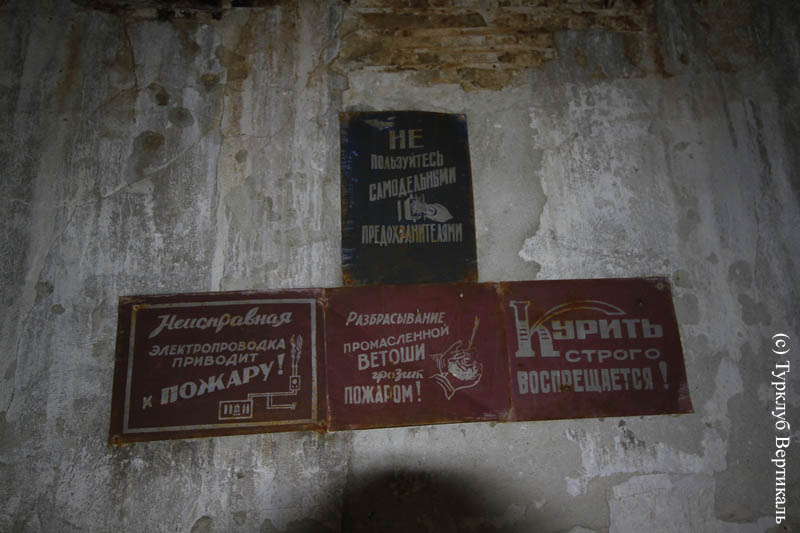 НЕ
ПОЛЬЗУЙТЕСЬ
САМОДЕЛЬНЫМИ
ПРЕДОХРАНИТЕЛЯМИ
Неисправная
ЭЛЕКТРОПРОВОДКА
ПРИВОДИТ
К ПОЖАРУ!
РАЗБРАСЫВАНИЕ
ПРОМАСЛЕННОЙ
ВЕТОШИ
грозит
ПОЖАРОМ!
КУРИТЬ
СТРОГО
ВОСПРЕЩАЕТСЯ!
(c) Турклуб Вертикаль